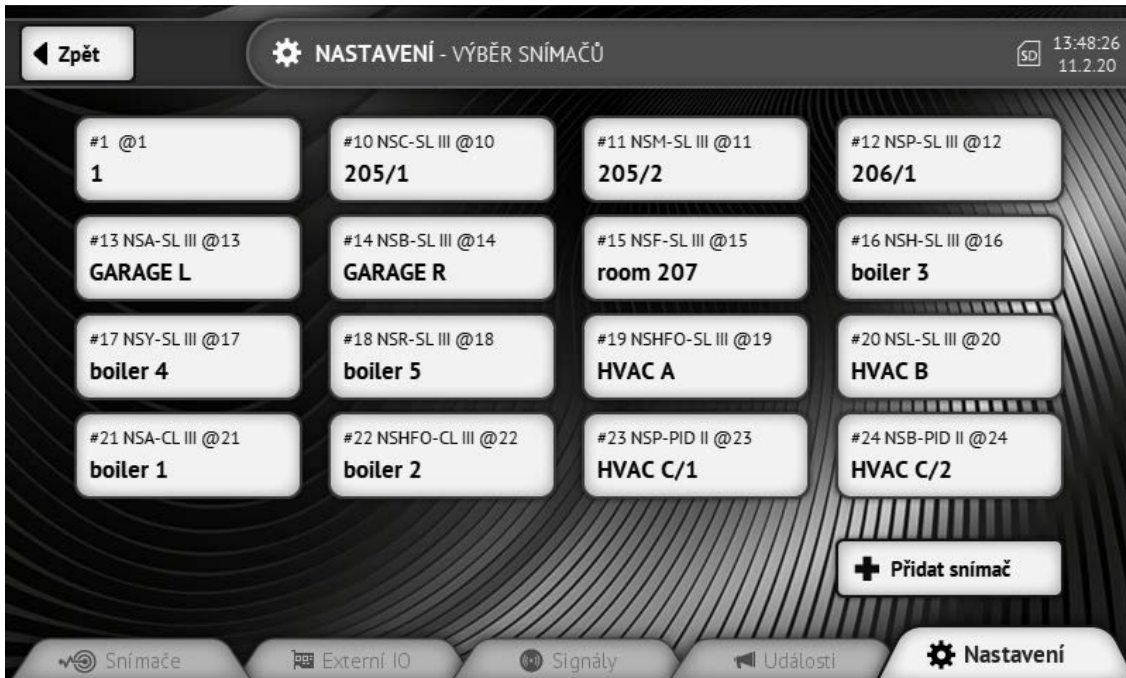 Zpět
NASTAVENÍ - VÝBĚR SNÍMAČŮ
SD
13:48:26
11.2.20
#1 @1
1
#10 NSC-SL III @10
205/1
#11 NSM-SL III @11
205/2
#12 NSP-SL III @12
206/1
#13 NSA-SL III @13
GARAGE L
#14 NSB-SL III @14
GARAGE R
#15 NSF-SL III @15
room 207
#16 NSH-SL III @16
boiler 3
#17 NSY-SL III @17
boiler 4
#18 NSR-SL III @18
boiler 5
#19 NSHFO-SL III @19
HVAC A
#20 NSL-SL III @20
HVAC B
#21 NSA-CL III @21
boiler 1
#22 NSHFO-CL III @22
boiler 2
#23 NSP-PID II @23
HVAC C/1
#24 NSB-PID II @24
HVAC C/2
Přidat snímač
Snímače
Externí IO
Signály
Události
Nastavení